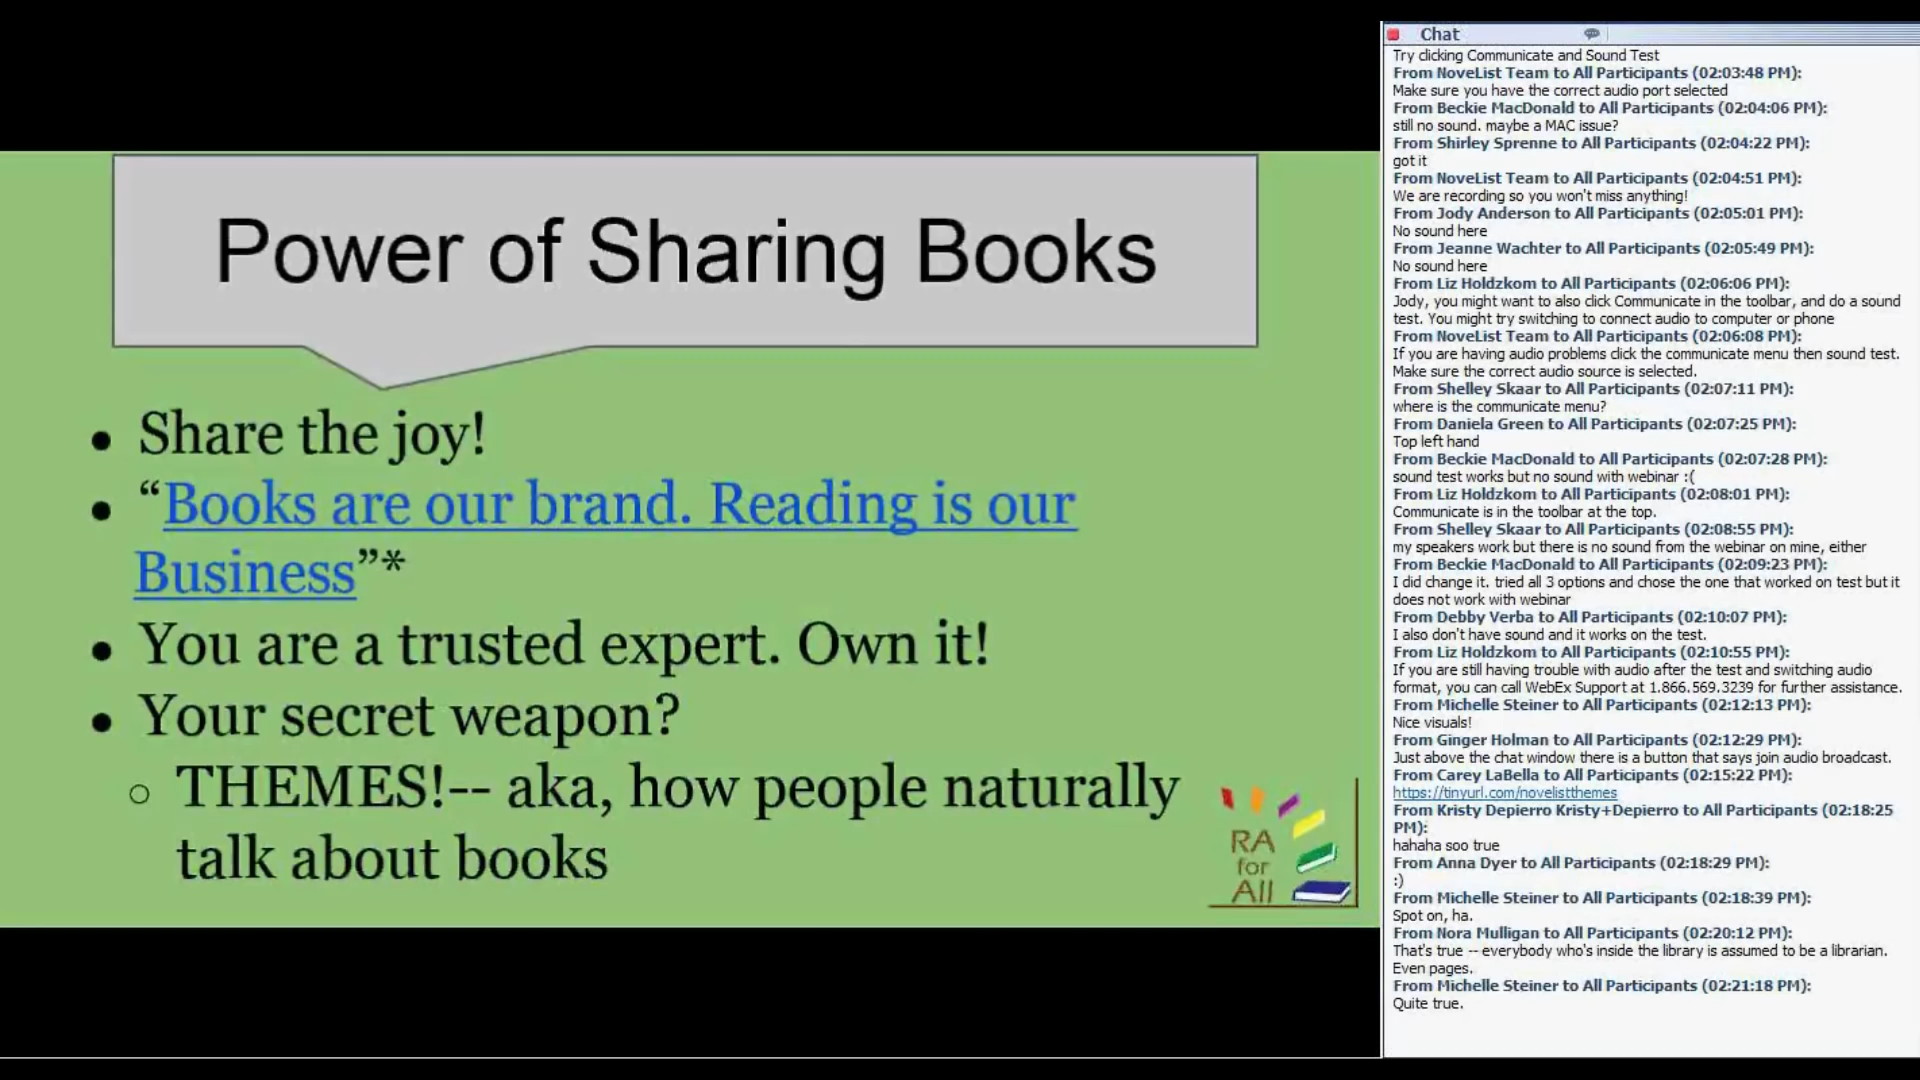 Power of Sharing Books
● Share the joy!
● “Books are our brand. Reading is our
Business”*
● You are a trusted expert. Own it!
● Your secret weapon?
○ THEMES!-- aka, how people naturally
talk about books
RA
for
All
Chat
Try clicking Communicate and Sound Test
From NoveList Team to All Participants (02:03:48 PM):
Make sure you have the correct audio port selected
From Beckie MacDonald to All Participants (02:04:06 PM):
still no sound. maybe a MAC issue?
From Shirley Sprenne to All Participants (02:04:22 PM):
got it
From NoveList Team to All Participants (02:04:51 PM):
We are recording so you won't miss anything!
From Jody Anderson to All Participants (02:05:01 PM):
No sound here
From Jeanne Wachter to All Participants (02:05:49 PM):
No sound here
From Liz Holdzkom to All Participants (02:06:06 PM):
Jody, you might want to also click Communicate in the toolbar, and do a sound
test. You might try switching to connect audio to computer or phone
From NoveList Team to All Participants (02:06:08 PM):
If you are having audio problems click the communicate menu then sound test.
Make sure the correct audio source is selected.
From Shelley Skaar to All Participants (02:07:11 PM):
where is the communicate menu?
From Daniela Green to All Participants (02:07:25 PM):
Top left hand
From Beckie MacDonald to All Participants (02:07:28 PM):
sound test works but no sound with webinar :(
From Liz Holdzkom to All Participants (02:08:01 PM):
Communicate is in the toolbar at the top.
From Shelley Skaar to All Participants (02:08:55 PM):
my speakers work but there is no sound from the webinar on mine, either
From Beckie MacDonald to All Participants (02:09:23 PM):
I did change it. tried all 3 options and chose the one that worked on test but it
does not work with webinar
From Debby Verba to All Participants (02:10:07 PM):
I also don't have sound and it works on the test.
From Liz Holdzkom to All Participants (02:10:55 PM):
If you are still having trouble with audio after the test and switching audio
format, you can call WebEx Support at 1.866.569.3239 for further assistance.
From Michelle Steiner to All Participants (02:12:13 PM):
Nice visuals!
From Ginger Holman to All Participants (02:12:29 PM):
Just above the chat window there is a button that says join audio broadcast.
From Carey LaBella to All Participants (02:15:22 PM):
https://tinyurl.com/novelistthemes
From Kristy Depierro Kristy+Depierro to All Participants (02:18:25
PM):
hahaha soo true
From Anna Dyer to All Participants (02:18:29 PM):
:)
From Michelle Steiner to All Participants (02:18:39 PM):
Spot on, ha.
From Nora Mulligan to All Participants (02:20:12 PM):
That's true -- everybody who's inside the library is assumed to be a librarian.
Even pages.
From Michelle Steiner to All Participants (02:21:18 PM):
Quite true.